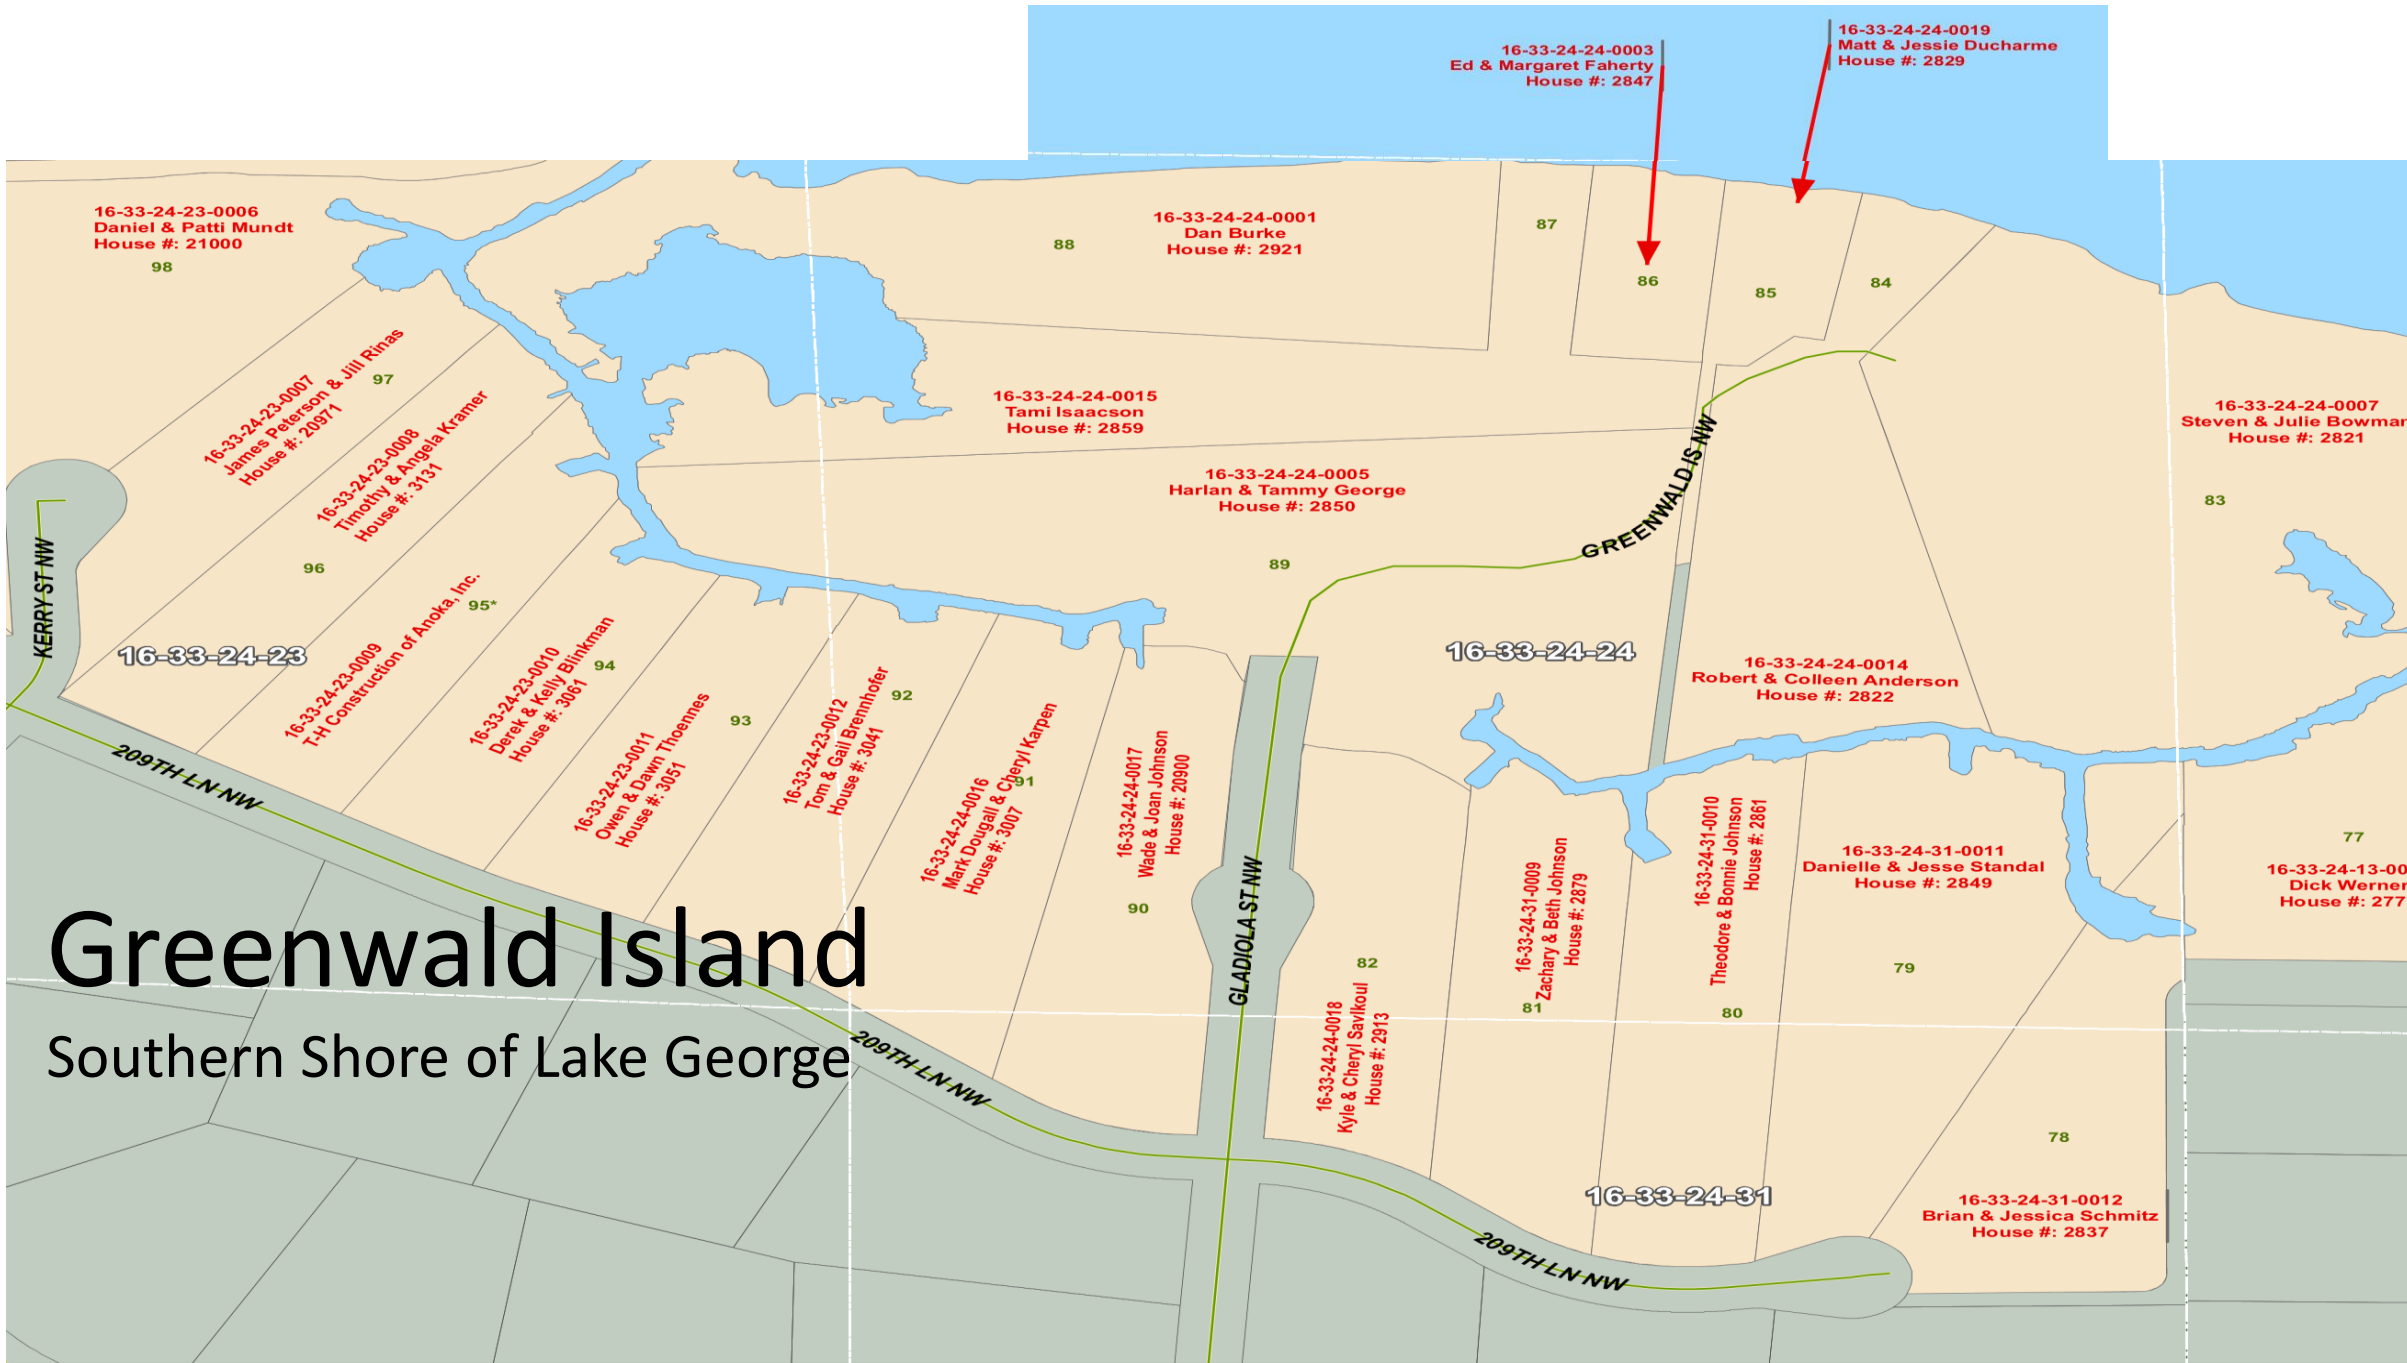 16-33-24-24-0003
Ed & Margaret Faherty
House #: 2847
16-33-24-24-0019
Matt & Jessie Ducharme
House #: 2829
16-33-24-23-0006
Daniel & Patti Mundt
House #: 21000
98
16-33-24-24-0001
Dan Burke
House #: 2921
88
87
86
85
84
16-33-24-23-0007
James Peterson & Jill Rinas
House #: 20971
97
16-33-24-23-0008
Timothy & Angela Kramer
House #: 3131
96
16-33-24-24-0015
Tami Isaacson
House #: 2859
16-33-24-24-0005
Harlan & Tammy George
House #: 2850
89
GREENWALD IS NW
16-33-24-24-0007
Steven & Julie Bowman
House #: 2821
83
KERRY ST NW
16-33-24-23
16-33-24-23-0009
T-H Construction of Anoka, Inc.
95*
16-33-24-23-0010
Derek & Kelly Blinkman
House #: 3061
94
16-33-24-23-0011
Owen & Dawn Thoennes
House #: 3051
93
16-33-24-23-0012
Tom & Gail Brennhofer
House #: 3041
92
16-33-24-24-0016
Mark Dougall & Cheryl Karpen
House #: 3007
91
16-33-24-24-0017
Wade & Joan Johnson
House #: 20900
90
16-33-24-24
16-33-24-24-0014
Robert & Colleen Anderson
House #: 2822
209TH LN NW
GLADIOLA ST NW
82
16-33-24-24-0018
Kyle & Cheryl Savlkoul
House #: 2913
16-33-24-31-0009
Zachary & Beth Johnson
House #: 2879
81
16-33-24-31-0010
Theodore & Bonnie Johnson
House #: 2861
80
16-33-24-31-0011
Danielle & Jesse Standal
House #: 2849
79
77
16-33-24-13-00
Dick Werner
House #: 277
Greenwald Island
Southern Shore of Lake George
209TH LN NW
78
16-33-24-31
16-33-24-31-0012
Brian & Jessica Schmitz
House #: 2837
209TH LN NW